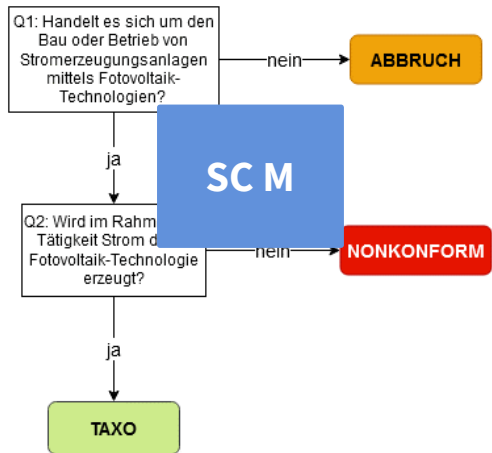 Q1: Handelt es sich um den
Bau oder Betrieb von
Stromerzeugungsanlagen
mittels Fotovoltaik-
Technologien?
nein
ABBRUCH
ja
SC M
Q2: Wird im Rahm
Tätigkeit Strom d
Fotovoltaik-Technologie
erzeugt?
nein
NONKONFORM
ja
TAXO